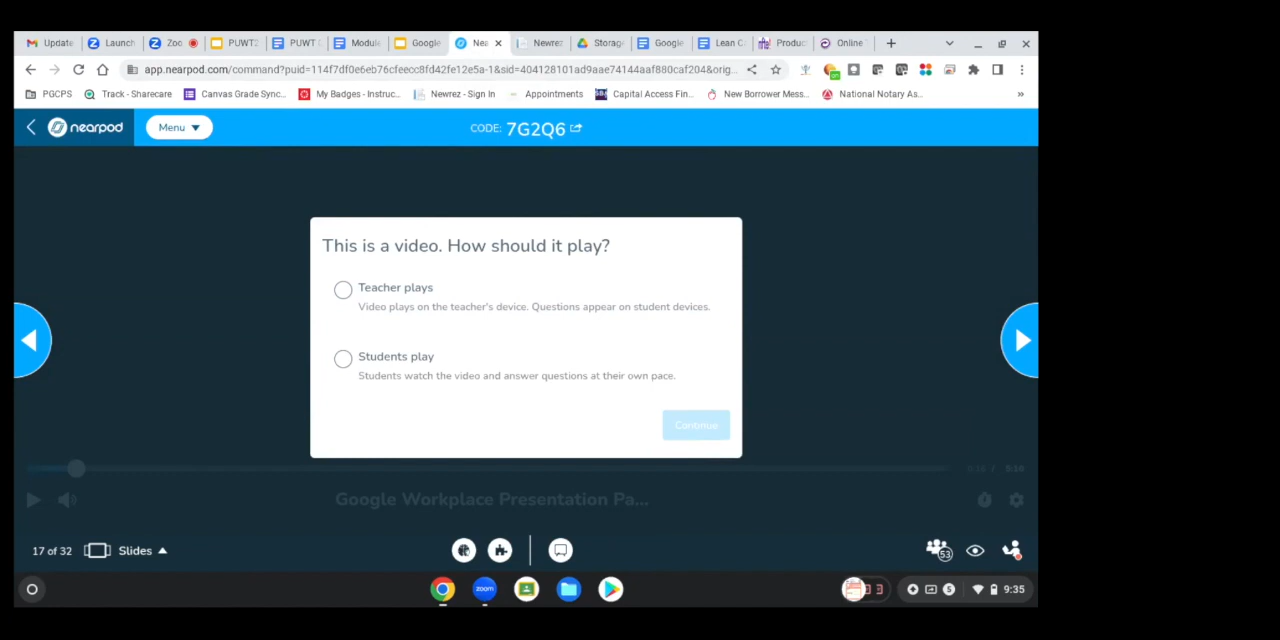 Update
Launch
Zoo
PUWT2
PUWT
Module
Google
Nea
Newrez
Storag
Google
Lean C
Produc
Online
app.nearpod.com/command?puid=114f7df0e6eb76cfeecc8fd42fe12e5a-1&sid=404128101ad9aae74144aaf880caf204&orig...
PGCPS
Track - Sharecare
Canvas Grade Sync...
My Badges - Instruc...
Newrez - Sign In
Appointments
Capital Access Fin...
New Borrower Mess...
National Notary As...
»
nearpod
Menu
CODE: 7G2Q6
This is a video. How should it play?
Teacher plays
Video plays on the teacher's device. Questions appear on student devices.
Students play
Students watch the video and answer questions at their own pace.
Continue
Google Workplace Presentation Pa...
17 of 32
Slides
53
zoom
9:35